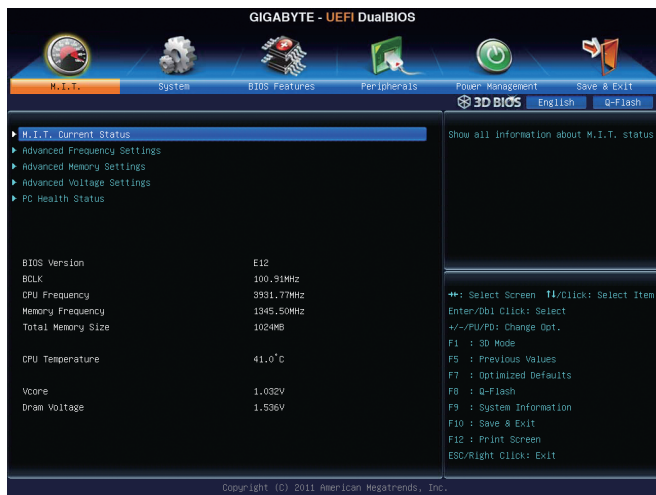 GIGABYTE - UEFI DualBIOS
M.I.T. System BIOS Features Peripherals Power Management Save & Exit
3D BIOS English Q-Flash
M.I.T. Current Status
Advanced Frequency Settings
Advanced Memory Settings
Advanced Voltage Settings
PC Health Status
Show all information about M.I.T. status
BIOS Version E12
BCLK 100.91MHz
CPU Frequency 3931.77MHz
Memory Frequency 1345.50MHz
Total Memory Size 1024MB
CPU Temperature 41.0°C
Vcore 1.032V
Dram Voltage 1.536V
→←: Select Screen ↑↓/Click: Select Item
Enter/Dbl Click: Select
+/-/PU/PD: Change Opt.
F1 : 3D Mode
F5 : Previous Values
F7 : Optimized Defaults
F8 : Q-Flash
F9 : System Information
F10 : Save & Exit
F12 : Print Screen
ESC/Right Click: Exit
Copyright (C) 2011 American Megatrends, Inc.